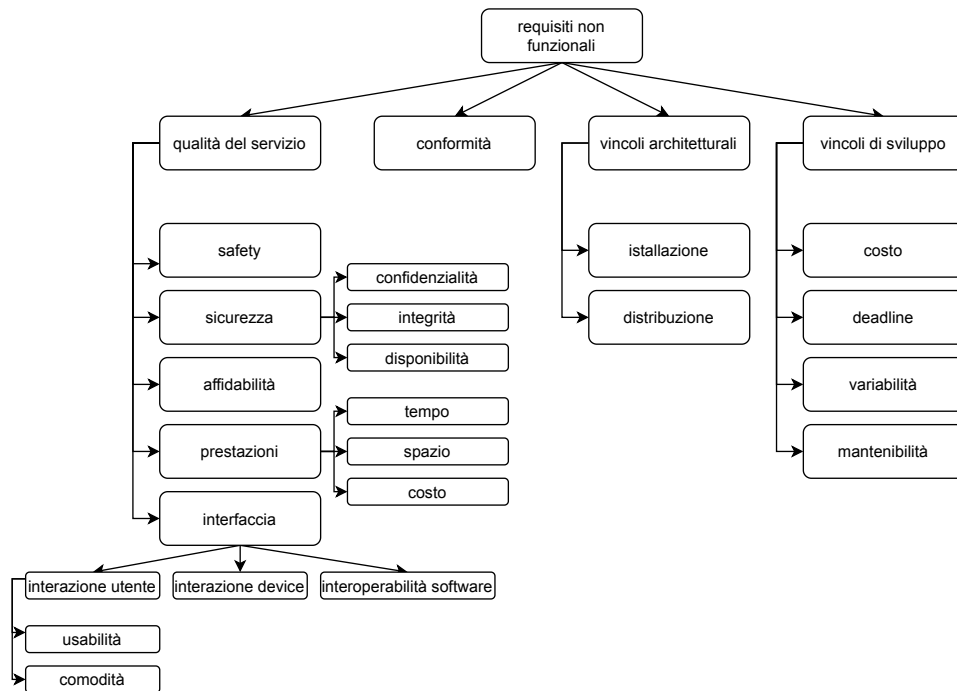 requisiti non
funzionali
qualità del servizio
conformità
vincoli architetturali
vincoli di sviluppo
safety
istallazione
costo
confidenzialità
sicurezza
integrità
distribuzione
deadline
disponibilità
affidabilità
variabilità
tempo
prestazioni
spazio
mantenibilità
costo
interfaccia
interazione utente
interazione device
interoperabilità software
usabilità
comodità